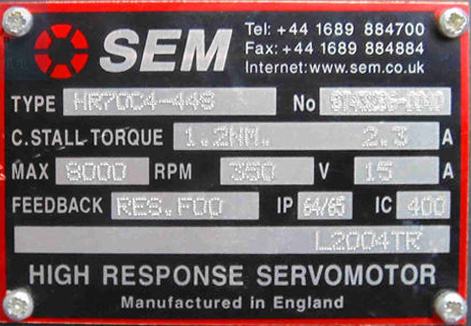 SEM
Tel: +44 1689 884700
Fax: +44 1689 884884
Internet: www.sem.co.uk
TYPE HR70C4-44S No
C.STALL-TORQUE 1.2NM. 2.3 A
MAX 8000 RPM 350 V 15 A
FEEDBACK RES.F00 IP 64/65 IC 400
L2004TR
HIGH RESPONSE SERVOMOTOR
Manufactured in England